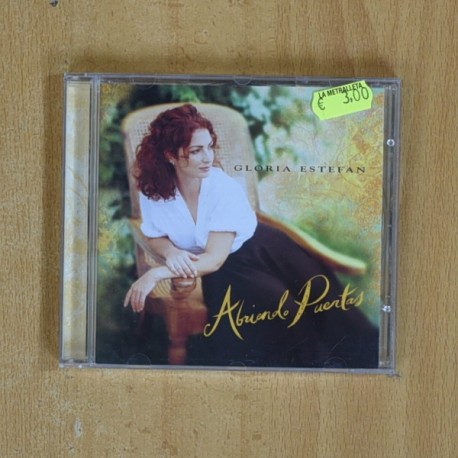 LA METRALLETA
€ 3,00
GLORIA ESTEFAN
Abriendo Puertas